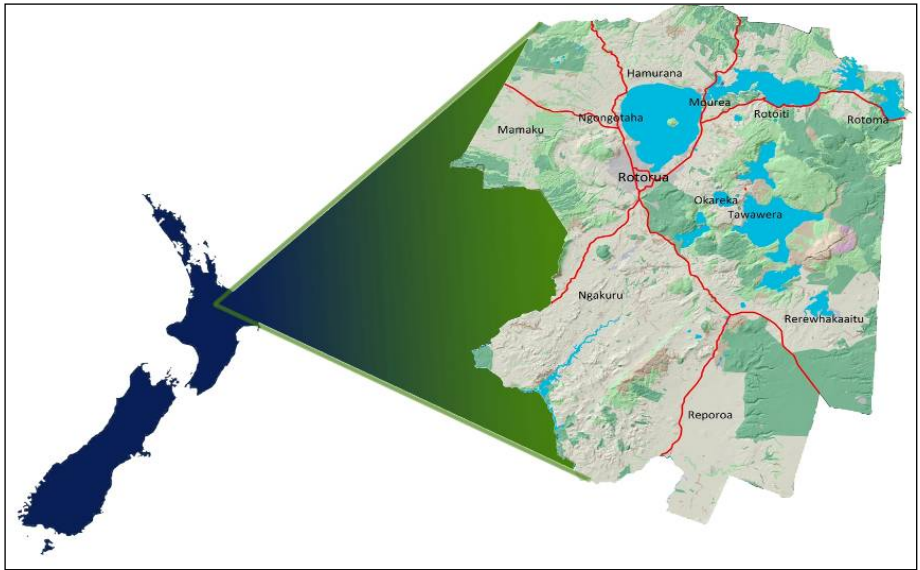 Hamurana
Mourea
Ngongotaha
Rotoiti
Rotoma
Mamaku
Rotorua
Okareka
Tawawera
Ngakuru
Rerewhakaaitu
Reporoa